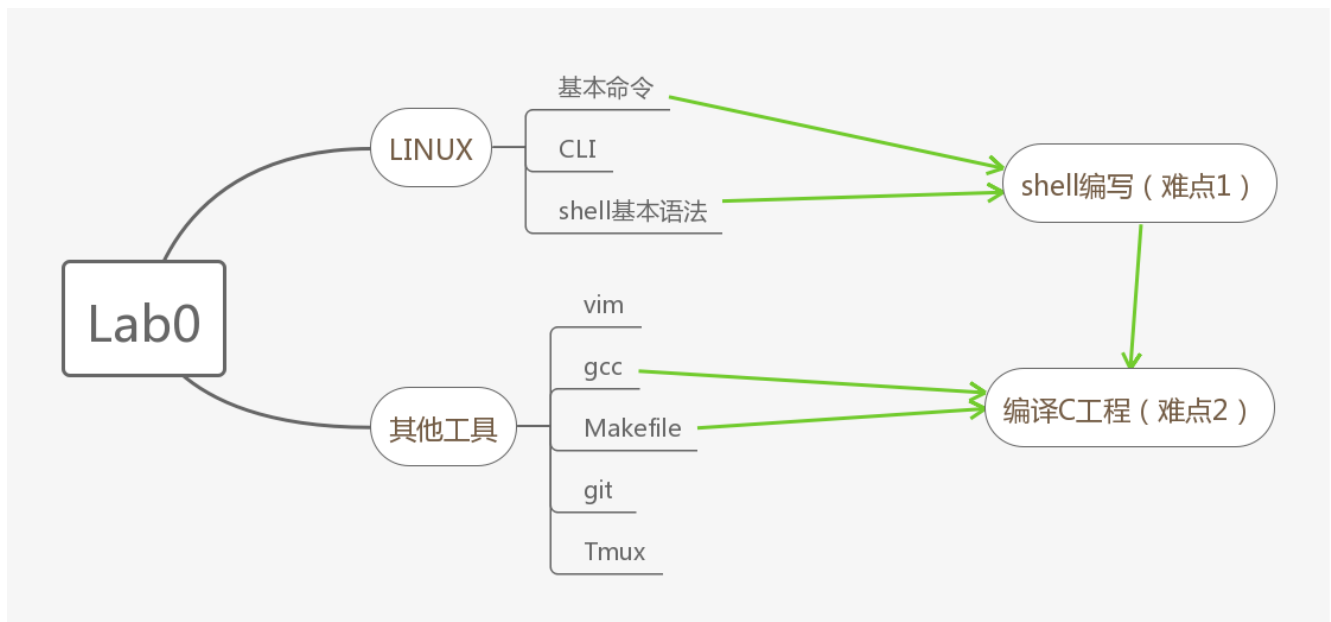 Lab0
LINUX
基本命令
CLI
shell基本语法
其他工具
vim
gcc
Makefile
git
Tmux
shell编写（难点1）
编译C工程（难点2）